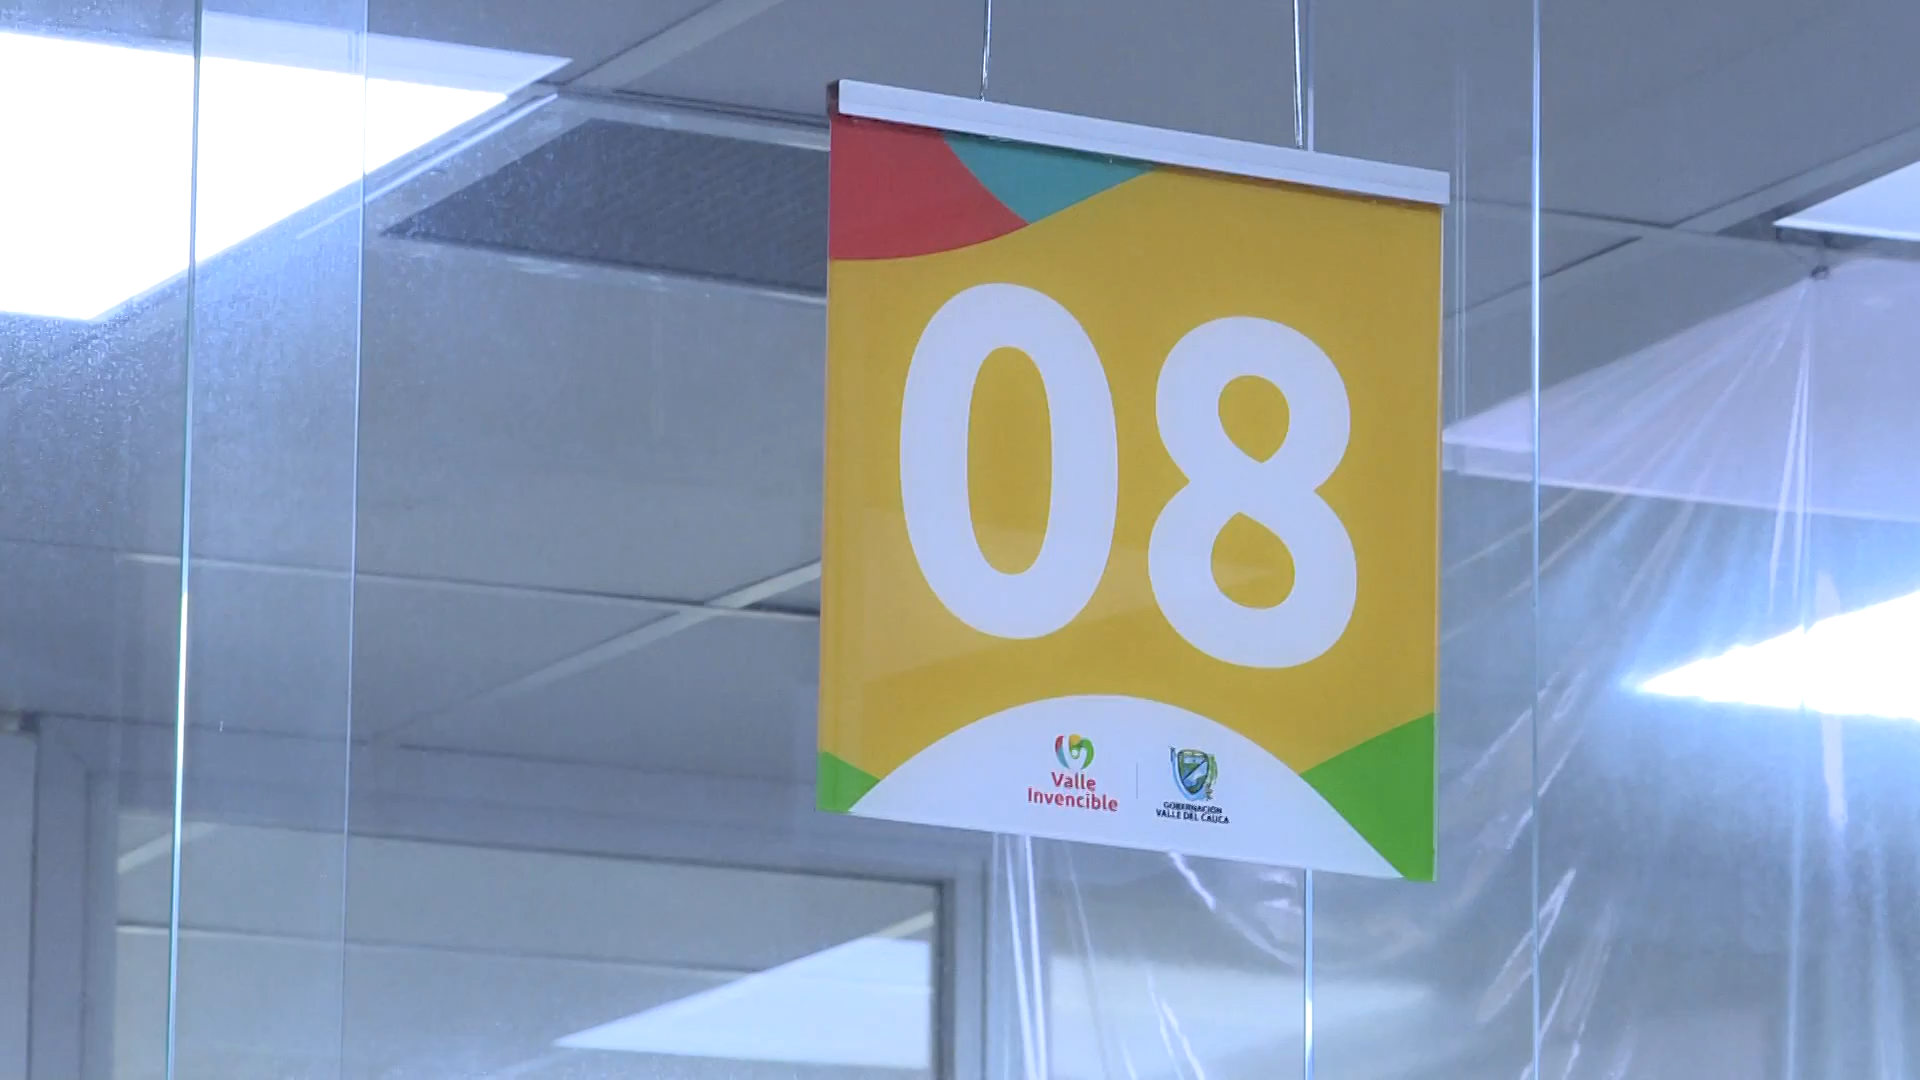 08
Valle
Invencible
GOBERNACIÓN
VALLE DEL CAUCA